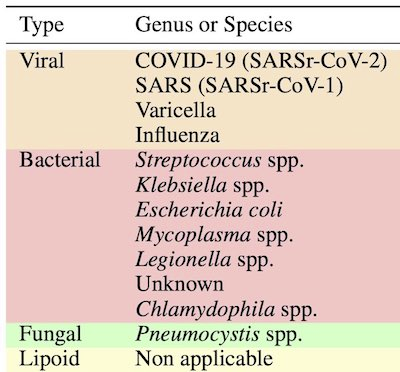 Type Genus or Species
Viral COVID-19 (SARSr-CoV-2)
SARS (SARSr-CoV-1)
Varicella
Influenza
Bacterial Streptococcus spp.
Klebsiella spp.
Escherichia coli
Mycoplasma spp.
Legionella spp.
Unknown
Chlamydophila spp.
Fungal Pneumocystis spp.
Lipoid Non applicable